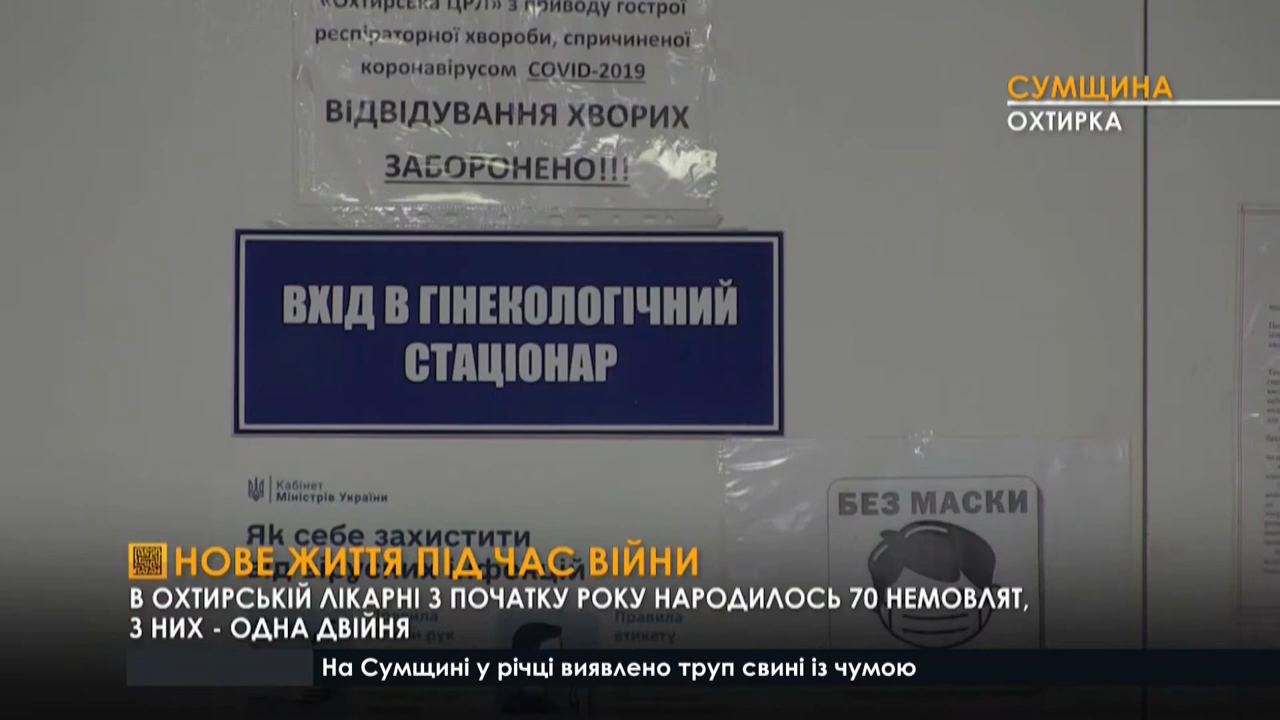 «Охтирська ЦРЛ» з приводу гострої
респіраторної хвороби, спричиненої
коронавірусом COVID-2019
ВІДВІДУВАННЯ ХВОРИХ
ЗАБОРОНЕНО!!!
СУМЩИНА
ОХТИРКА
ВХІД В ГІНЕКОЛОГІЧНИЙ
СТАЦІОНАР
Кабінет
Міністрів України
БЕЗ МАСКИ
Як себе захистити
НОВЕ ЖИТТЯ ПІД ЧАС ВІЙНИ
В ОХТИРСЬКІЙ ЛІКАРНІ З ПОЧАТКУ РОКУ НАРОДИЛОСЬ 70 НЕМОВЛЯТ,
З НИХ - ОДНА ДВІЙНЯ
Правила
етикету
рук
На Сумщині у річці виявлено труп свині із чумою